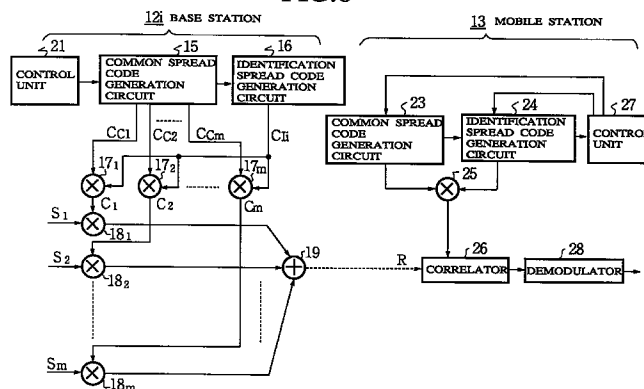 12i BASE STATION
13 MOBILE STATION
21
15
16
CONTROL
UNIT
COMMON SPREAD
CODE
GENERATION
CIRCUIT
IDENTIFICATION
SPREAD CODE
GENERATION
CIRCUIT
23
24
27
COMMON SPREAD
CODE
GENERATION
CIRCUIT
IDENTIFICATION
SPREAD CODE
GENERATION
CIRCUIT
CONTROL
UNIT
CC1
CC2
CCm
CIi
171
172
17m
25
C1
C2
Cm
S1
181
S2
182
19
R
26
CORRELATOR
28
DEMODULATOR
Sm
18m